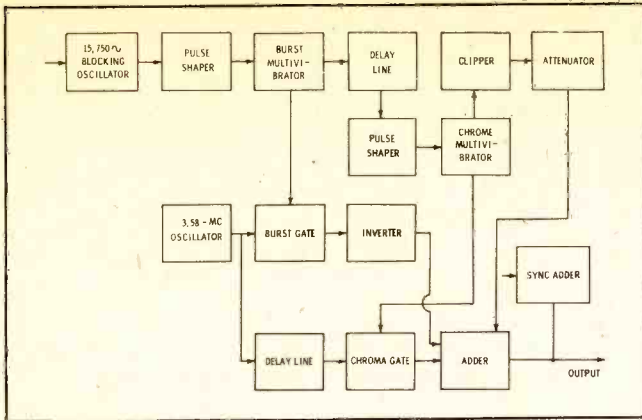 15,750~
BLOCKING
OSCILLATOR
PULSE
SHAPER
BURST
MULTIVI-
BRATOR
DELAY
LINE
CLIPPER
ATTENUATOR
PULSE
SHAPER
CHROME
MULTIVI-
BRATOR
3.58-MC
OSCILLATOR
BURST GATE
INVERTER
SYNC ADDER
DELAY LINE
CHROMA GATE
ADDER
OUTPUT